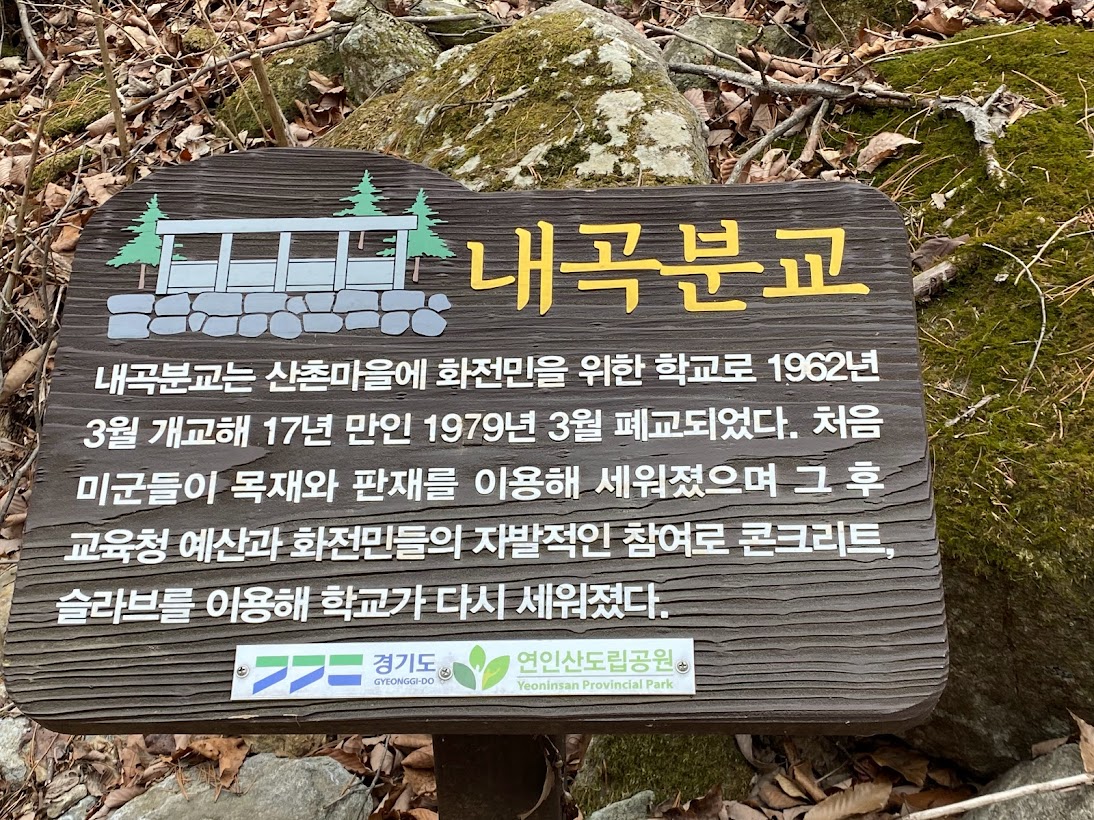 내곡분교
내곡분교는 산촌마을에 화전민을 위한 학교로 1962년
3월 개교해 17년 만인 1979년 3월 폐교되었다. 처음
미군들이 목재와 판재를 이용해 세워졌으며 그 후
교육청 예산과 화전민들의 자발적인 참여로 콘크리트,
슬라브를 이용해 학교가 다시 세워졌다.
경기도
GYEONGGI-DO
연인산도립공원
Yeoninsan Provincial Park